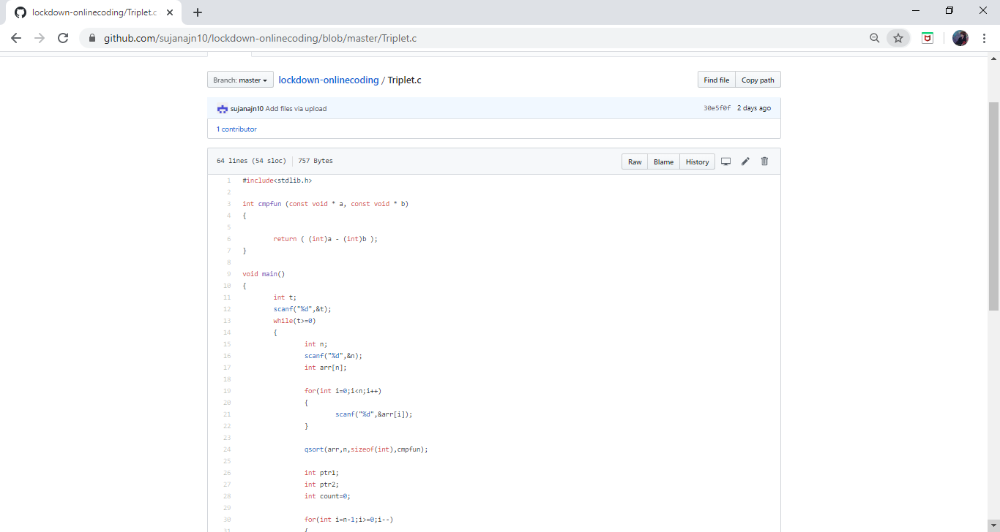 lockdown-onlinecoding/Triplet.c
github.com/sujanajn10/lockdown-onlinecoding/blob/master/Triplet.c
Branch: master lockdown-onlinecoding / Triplet.c Find file Copy path
sujanajn10 Add files via upload 30e5f0f 2 days ago
1 contributor
64 lines (54 sloc) 757 Bytes Raw Blame History
1 #include<stdlib.h>
2
3 int cmpfun (const void * a, const void * b)
4 {
5
6 return ( (int)a - (int)b );
7 }
8
9 void main()
10 {
11 int t;
12 scanf("%d",&t);
13 while(t>=0)
14 {
15 int n;
16 scanf("%d",&n);
17 int arr[n];
18
19 for(int i=0;i<n;i++)
20 {
21 scanf("%d",&arr[i]);
22 }
23
24 qsort(arr,n,sizeof(int),cmpfun);
25
26 int ptr1;
27 int ptr2;
28 int count=0;
29
30 for(int i=n-1;i>=0;i--)
31 {